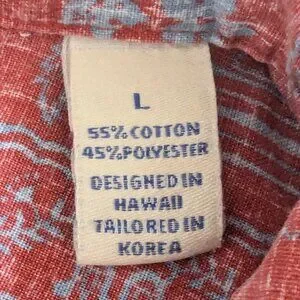 L
55% COTTON
45% POLYESTER
DESIGNED IN
HAWAII
TAILORED IN
KOREA